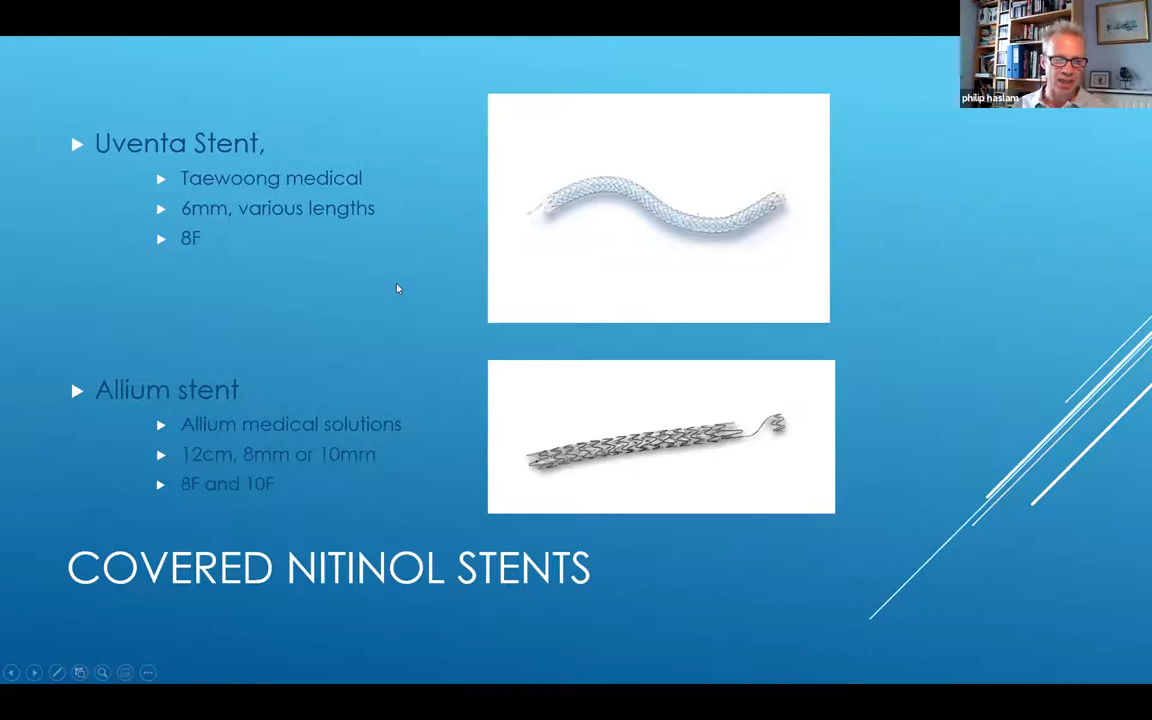 philip haslam
Uventa Stent,
Taewoong medical
6mm, various lengths
8F
Allium stent
Allium medical solutions
12cm, 8mm or 10mm
8F and 10F
COVERED NITINOL STENTS